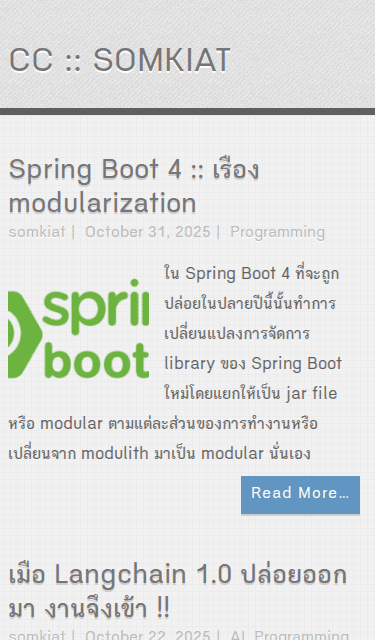 CC :: SOMKIAT
Spring Boot 4 :: เรื่อง
modularization
somkiat | October 31, 2025 | Programming
ใน Spring Boot 4 ที่จะถูก
ปล่อยในปลายปีนี้นั้นทำการ
เปลี่ยนแปลงการจัดการ
library ของ Spring Boot
ใหม่โดยแยกให้เป็น jar file
หรือ modular ตามแต่ละส่วนของการทำงานหรือ
เปลี่ยนจาก modulith มาเป็น modular นั่นเอง
boot
Read More...
เมื่อ Langchain 1.0 ปล่อยออก
มา งานจึงเข้า !!
somkiat | October 22, 2025 | AI, Programming